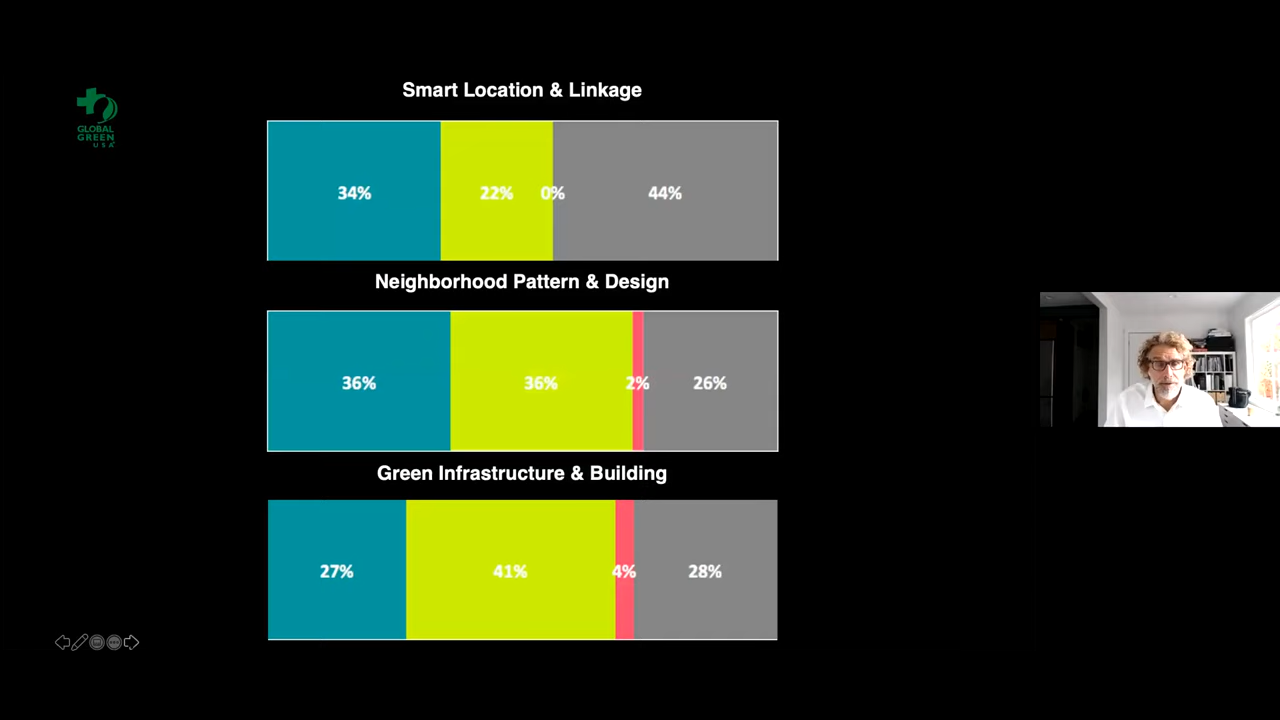 Smart Location & Linkage
GLOBAL
GREEN
USA
34% 22% 0% 44%
Neighborhood Pattern & Design
36% 36% 2% 26%
Green Infrastructure & Building
27% 41% 4% 28%